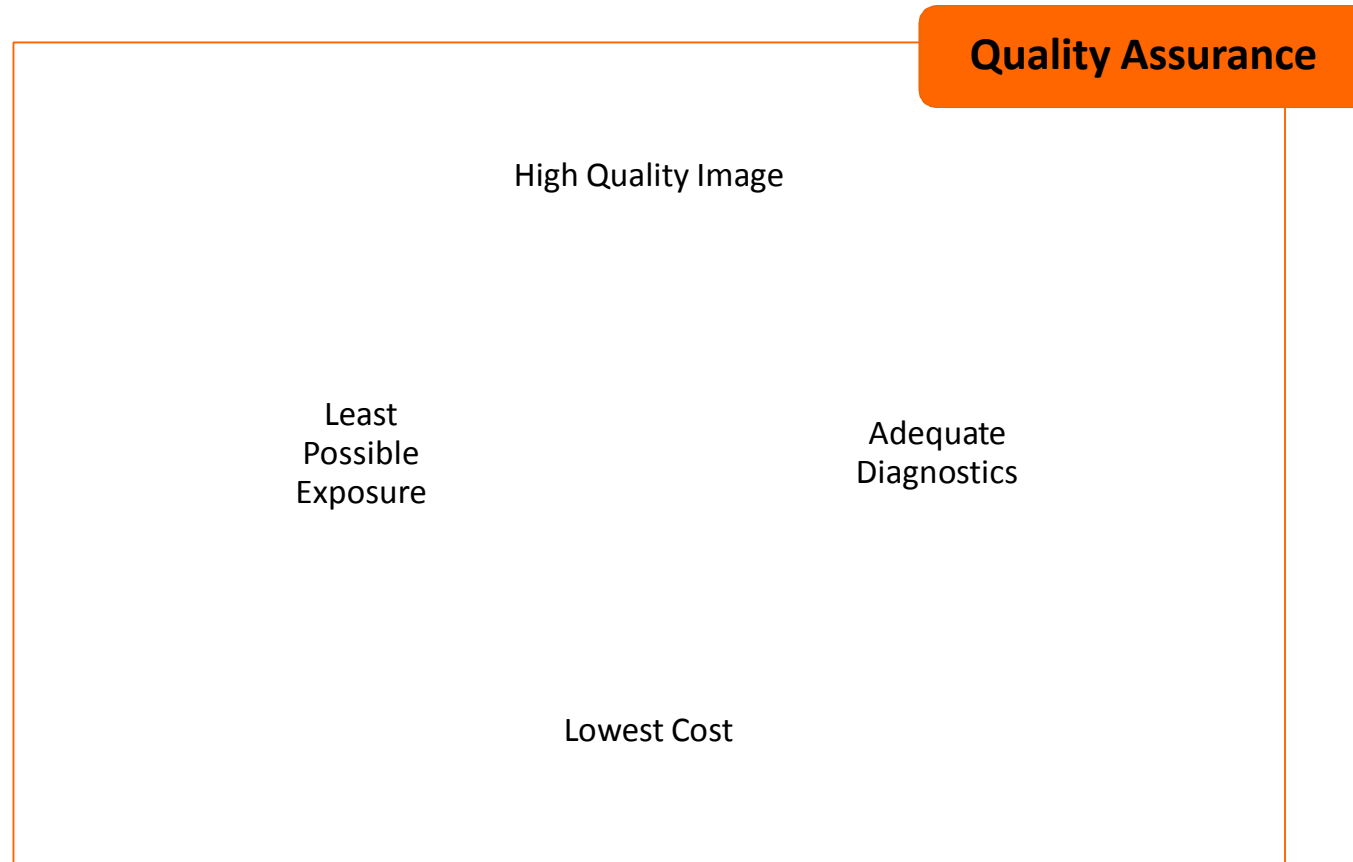 Quality Assurance
High Quality Image
Least
Possible
Exposure
Adequate
Diagnostics
Lowest Cost